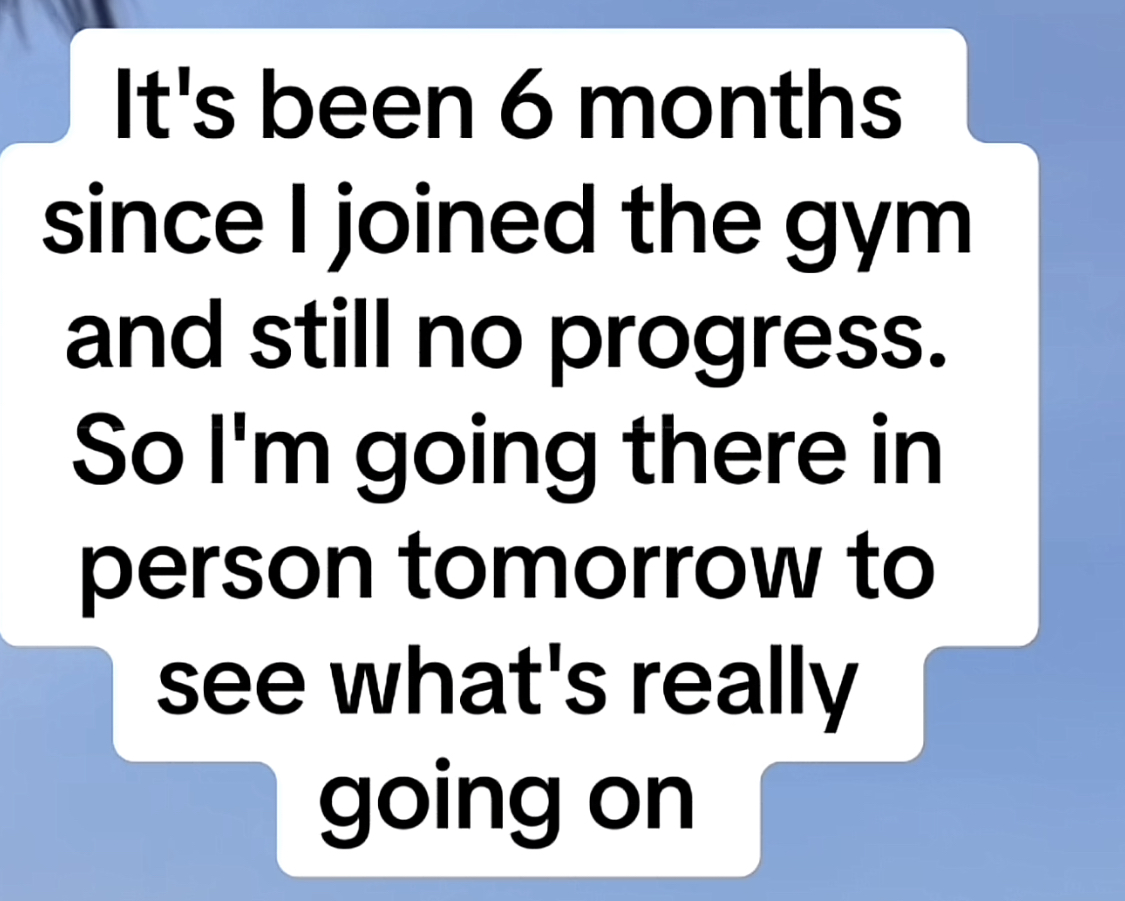 It's been 6 months
since I joined the gym
and still no progress.
So I'm going there in
person tomorrow to
see what's really
going on